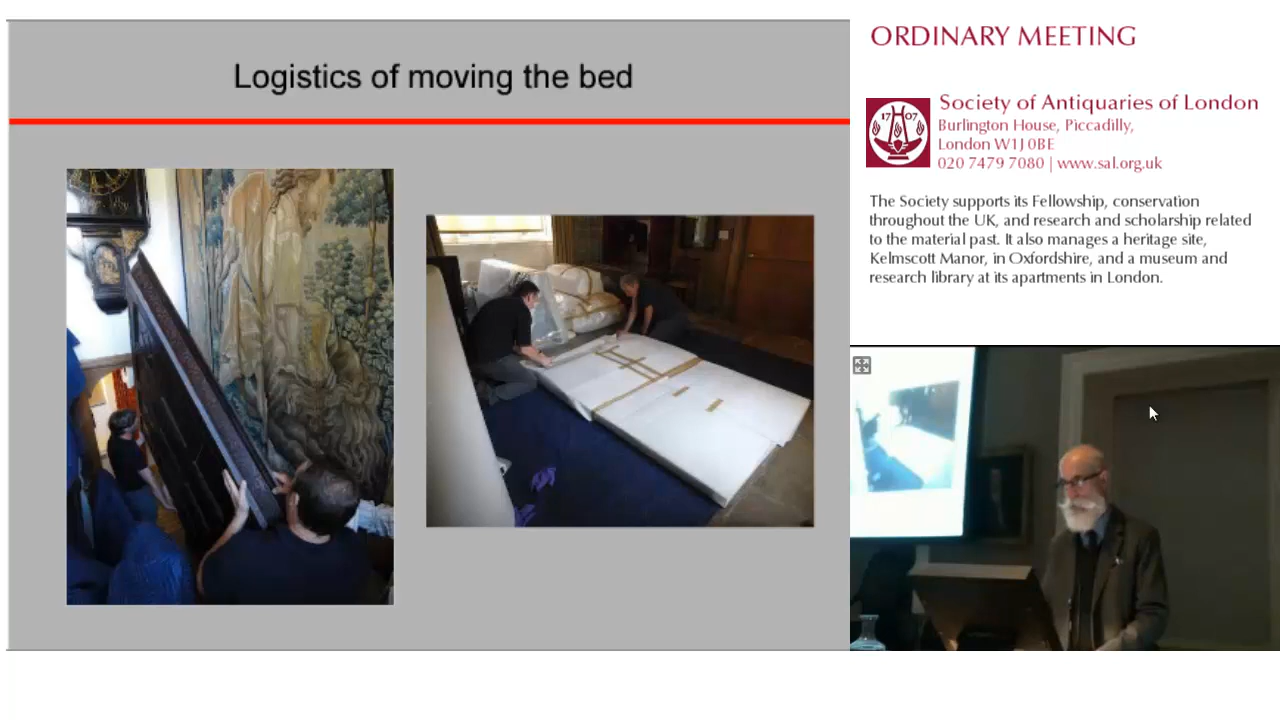 Logistics of moving the bed
ORDINARY MEETING
17 07
Society of Antiquaries of London
Burlington House, Piccadilly,
London W1J 0BE
020 7479 7080 | www.sal.org.uk
The Society supports its Fellowship, conservation
throughout the UK, and research and scholarship related
to the material past. It also manages a heritage site,
Kelmscott Manor, in Oxfordshire, and a museum and
research library at its apartments in London.